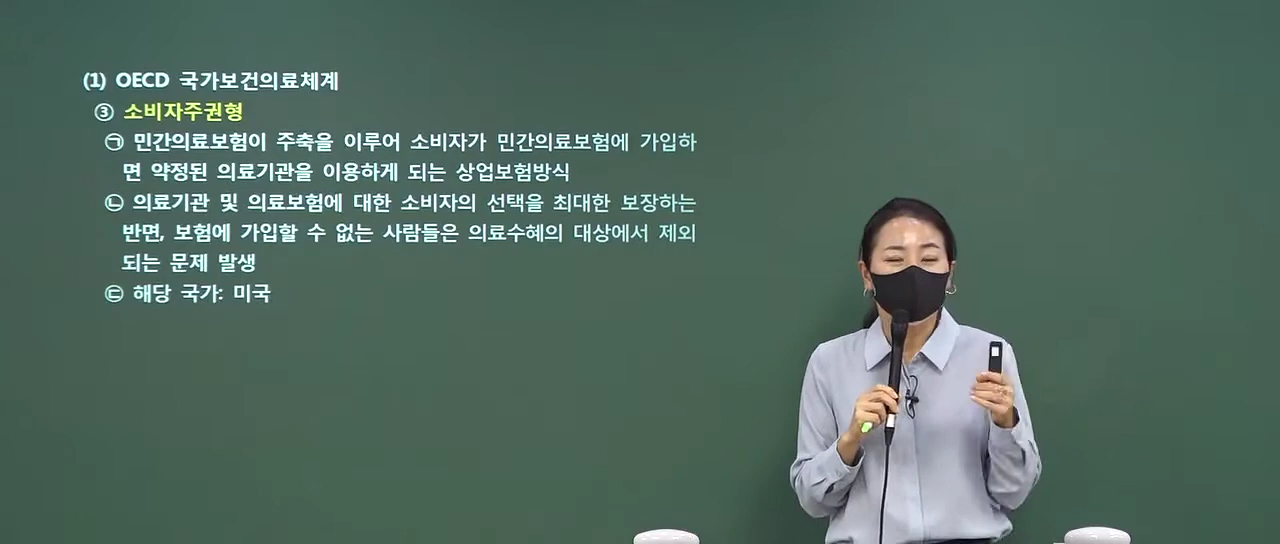 (1) OECD 국가보건의료체계
③ 소비자주권형
㉠ 민간의료보험이 주축을 이루어 소비자가 민간의료보험에 가입하
면 약정된 의료기관을 이용하게 되는 상업보험방식
㉡ 의료기관 및 의료보험에 대한 소비자의 선택을 최대한 보장하는
반면, 보험에 가입할 수 없는 사람들은 의료수혜의 대상에서 제외
되는 문제 발생
㉢ 해당 국가: 미국